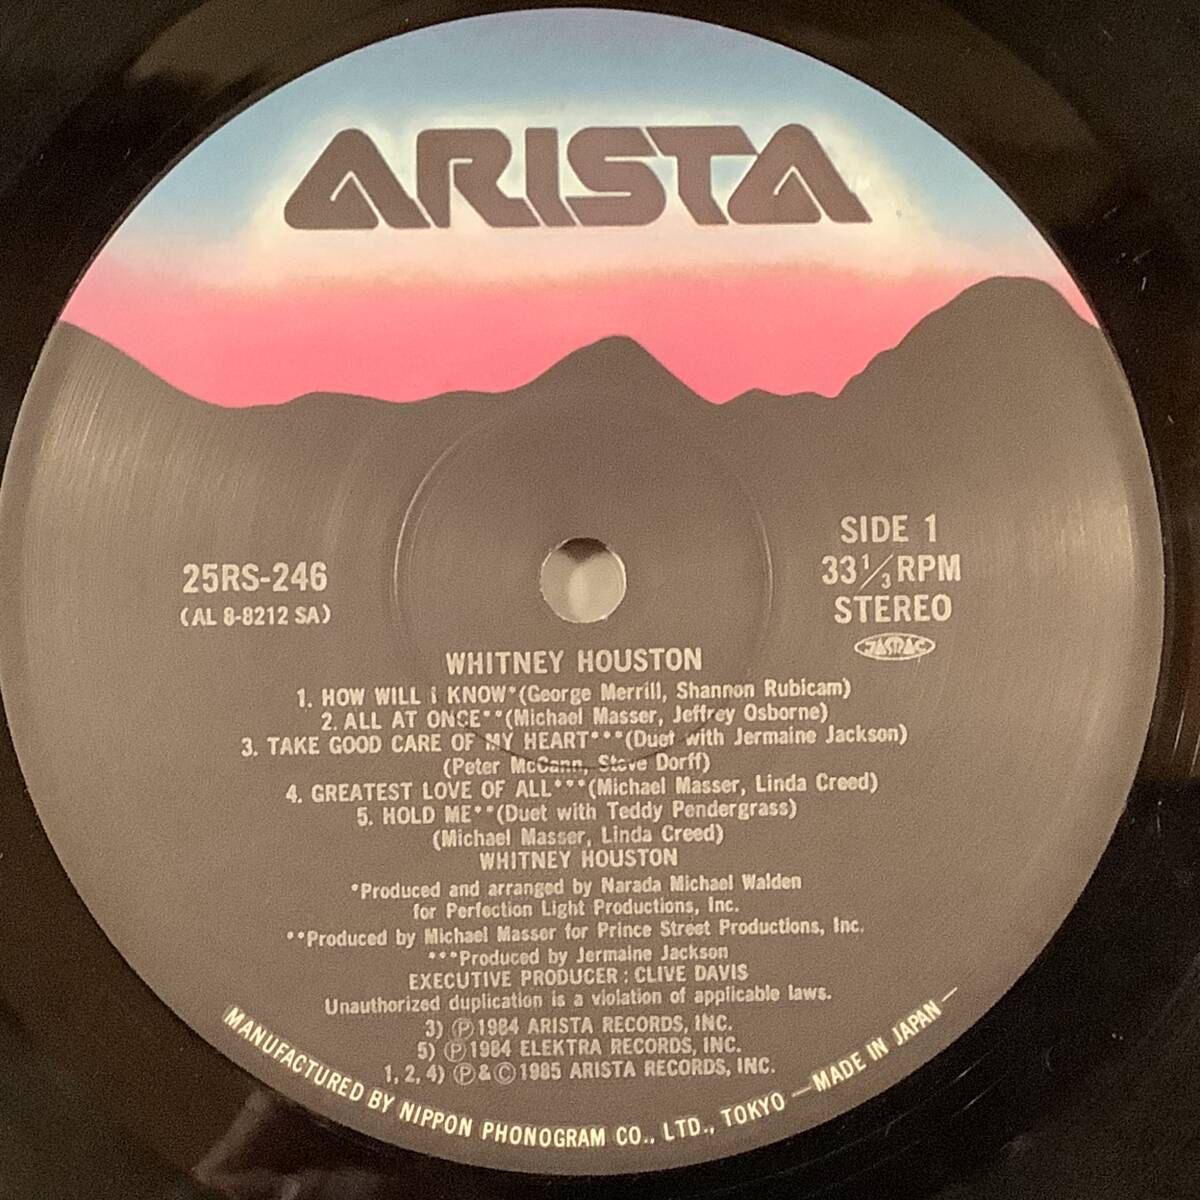 ARISTA
25RS-246
(AL 8-8212 SA)
SIDE 1
33 1/3 RPM
STEREO
JASRAC
WHITNEY HOUSTON
1. HOW WILL I KNOW*(George Merrill, Shannon Rubicam)
2. ALL AT ONCE**(Michael Masser, Jeffrey Osborne)
3. TAKE GOOD CARE OF MY HEART***(Duet with Jermaine Jackson)
(Peter McCann, Steve Dorff)
4. GREATEST LOVE OF ALL***(Michael Masser, Linda Creed)
5. HOLD ME**(Duet with Teddy Pendergrass)
(Michael Masser, Linda Creed)
WHITNEY HOUSTON
*Produced and arranged by Narada Michael Walden
for Perfection Light Productions, Inc.
**Produced by Michael Masser for Prince Street Productions, Inc.
***Produced by Jermaine Jackson
EXECUTIVE PRODUCER : CLIVE DAVIS
Unauthorized duplication is a violation of applicable laws.
3) Ⓟ1984 ARISTA RECORDS, INC.
5) Ⓟ1984 ELEKTRA RECORDS, INC.
1, 2, 4) Ⓟ&Ⓒ1985 ARISTA RECORDS, INC.
MANUFACTURED BY NIPPON PHONOGRAM CO., LTD., TOKYO —MADE IN JAPAN—